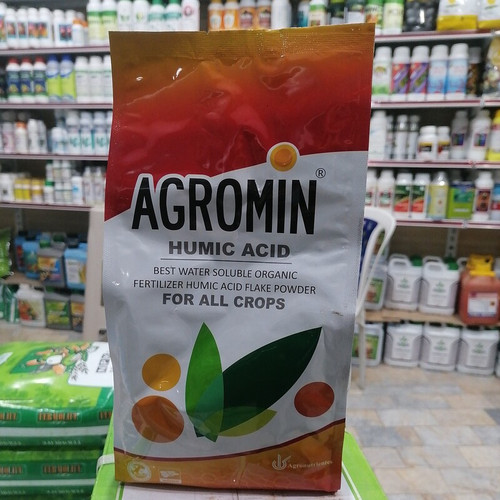 AGROMIN®
HUMIC ACID
BEST WATER SOLUBLE ORGANIC
FERTILIZER HUMIC ACID FLAKE POWDER
FOR ALL CROPS